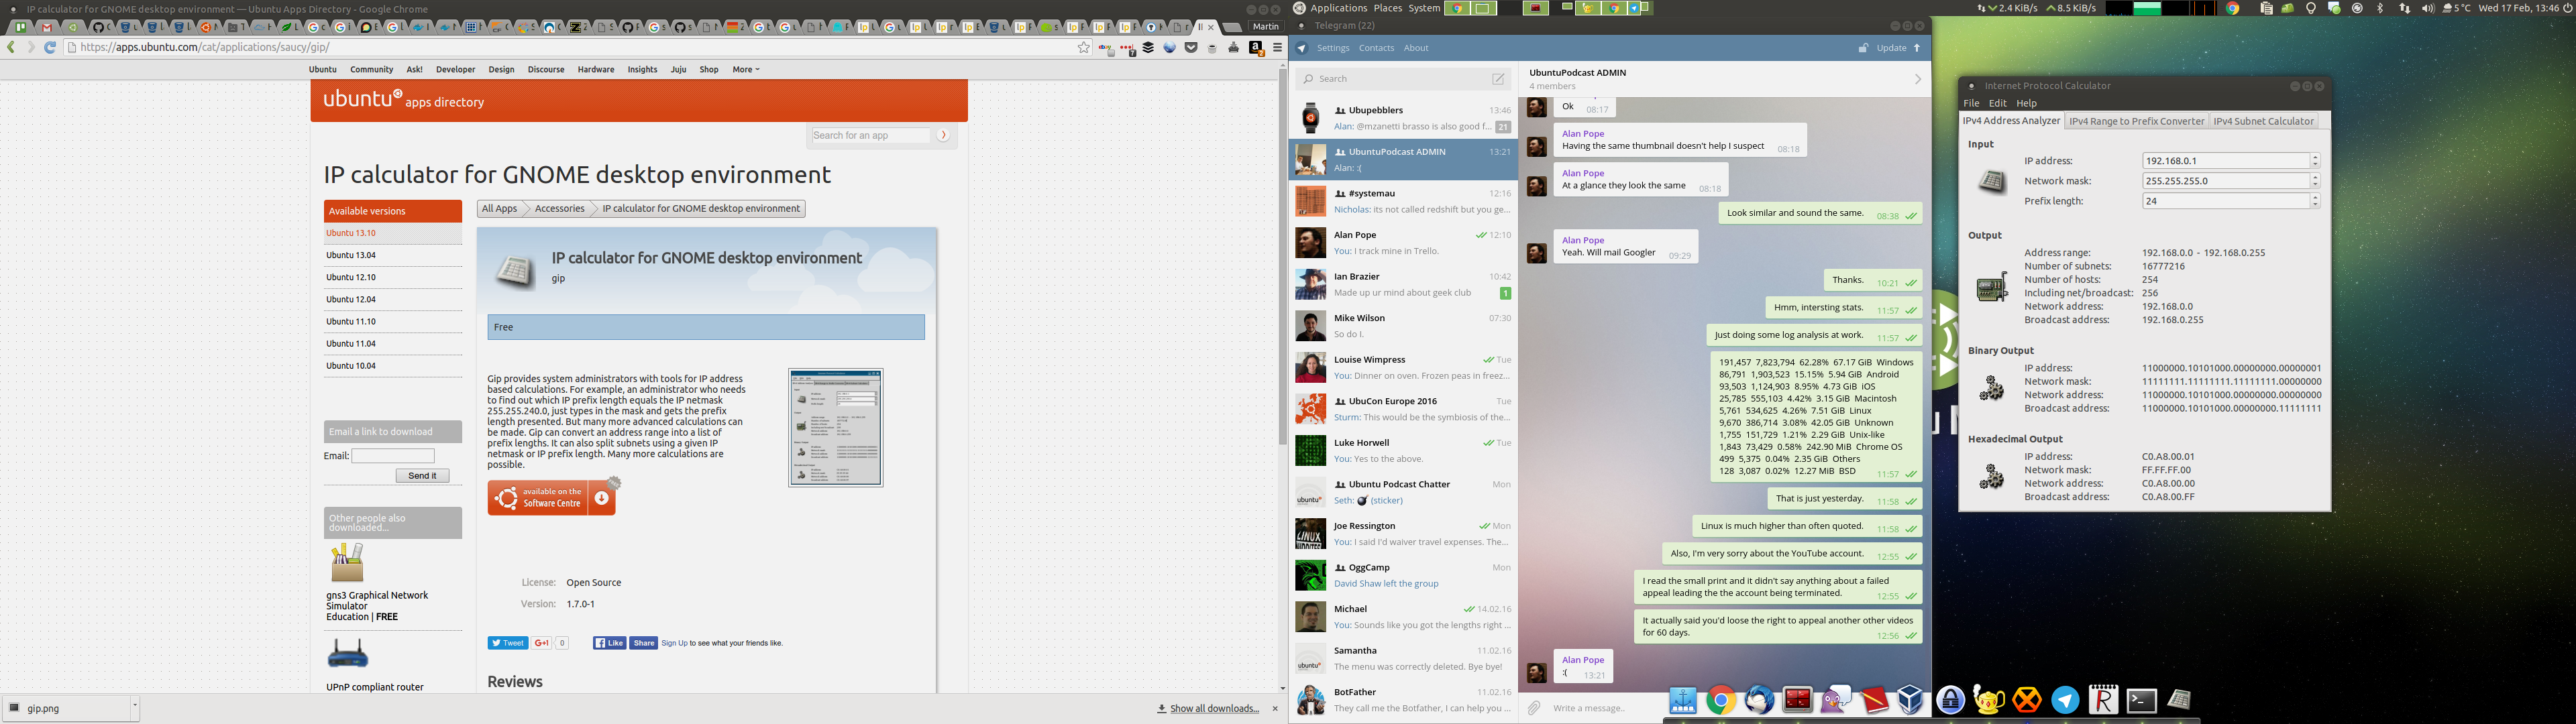 IP calculator for GNOME desktop environment — Ubuntu Apps Directory - Google Chrome
Martin
https://apps.ubuntu.com/cat/applications/saucy/gip/
Ubuntu Community Ask! Developer Design Discourse Hardware Insights Juju Shop More
ubuntu apps directory
Search for an app
IP calculator for GNOME desktop environment
Available versions
Ubuntu 13.10
Ubuntu 13.04
Ubuntu 12.10
Ubuntu 12.04
Ubuntu 11.10
Ubuntu 11.04
Ubuntu 10.04
Email a link to download
Email:
Send it
Other people also
downloaded...
gns3 Graphical Network
Simulator
Education | FREE
UPnP compliant router
All Apps Accessories IP calculator for GNOME desktop environment
IP calculator for GNOME desktop environment
gip
Free
Gip provides system administrators with tools for IP address
based calculations. For example, an administrator who needs
to find out which IP prefix length equals the IP netmask
255.255.240.0, just types in the mask and gets the prefix
length presented. But many more advanced calculations can
be made. Gip can convert an address range into a list of
prefix lengths. It can also split subnets using a given IP
netmask or IP prefix length. Many more calculations are
possible.
available on the
Software Centre
License: Open Source
Version: 1.7.0-1
Tweet G+1 0 Like Share Sign Up to see what your friends like.
Reviews
gip.png
Show all downloads...
Applications Places System
2.4 KiB/s 8.5 KiB/s
5 °C Wed 17 Feb, 13:46
Telegram (22)
Settings Contacts About
Update
Search
Ubupebblers 13:46
Alan: @mzanetti brasso is also good f... 21
UbuntuPodcast ADMIN 13:21
Alan: :(
#systemau 12:16
Nicholas: its not called redshift but you ge...
Alan Pope 12:10
You: I track mine in Trello.
Ian Brazier 10:42
Made up ur mind about geek club 1
Mike Wilson 07:30
So do I.
Louise Wimpress Tue
You: Dinner on oven. Frozen peas in freez...
UbuCon Europe 2016 Tue
Sturm: This would be the symbiosis of the...
Luke Horwell Tue
You: Yes to the above.
Ubuntu Podcast Chatter Mon
Seth: (sticker)
Joe Ressington Mon
You: I said I'd waiver travel expenses. The...
OggCamp Mon
David Shaw left the group
Michael 14.02.16
You: Sounds like you got the lengths right ...
Samantha 11.02.16
The menu was correctly deleted. Bye bye!
BotFather 11.02.16
They call me the Botfather, I can help you ...
UbuntuPodcast ADMIN
4 members
Ok 08:17
Alan Pope
Having the same thumbnail doesn't help I suspect 08:18
Alan Pope
At a glance they look the same 08:18
Look similar and sound the same. 08:38
Alan Pope
Yeah. Will mail Googler 09:29
Thanks. 10:21
Hmm, intersting stats. 11:57
Just doing some log analysis at work. 11:57
191,457 7,823,794 62.28% 67.17 GiB Windows
86,791 1,903,523 15.15% 5.94 GiB Android
93,503 1,124,903 8.95% 4.73 GiB iOS
25,785 555,103 4.42% 3.15 GiB Macintosh
5,761 534,625 4.26% 7.51 GiB Linux
9,670 386,714 3.08% 42.05 GiB Unknown
1,755 151,729 1.21% 2.29 GiB Unix-like
1,843 73,429 0.58% 242.90 MiB Chrome OS
499 5,375 0.04% 2.35 GiB Others
128 3,087 0.02% 12.27 MiB BSD 11:57
That is just yesterday. 11:58
Linux is much higher than often quoted. 11:58
Also, I'm very sorry about the YouTube account. 12:55
I read the small print and it didn't say anything about a failed
appeal leading the the account being terminated. 12:55
It actually said you'd loose the right to appeal another other videos
for 60 days. 12:56
Alan Pope
:( 13:21
Write a message..
Internet Protocol Calculator
File Edit Help
IPv4 Address Analyzer IPv4 Range to Prefix Converter IPv4 Subnet Calculator
Input
IP address: 192.168.0.1
Network mask: 255.255.255.0
Prefix length: 24
Output
Address range: 192.168.0.0 - 192.168.0.255
Number of subnets: 16777216
Number of hosts: 254
Including net/broadcast: 256
Network address: 192.168.0.0
Broadcast address: 192.168.0.255
Binary Output
IP address: 11000000.10101000.00000000.00000001
Network mask: 11111111.11111111.11111111.00000000
Network address: 11000000.10101000.00000000.00000000
Broadcast address: 11000000.10101000.00000000.11111111
Hexadecimal Output
IP address: C0.A8.00.01
Network mask: FF.FF.FF.00
Network address: C0.A8.00.00
Broadcast address: C0.A8.00.FF